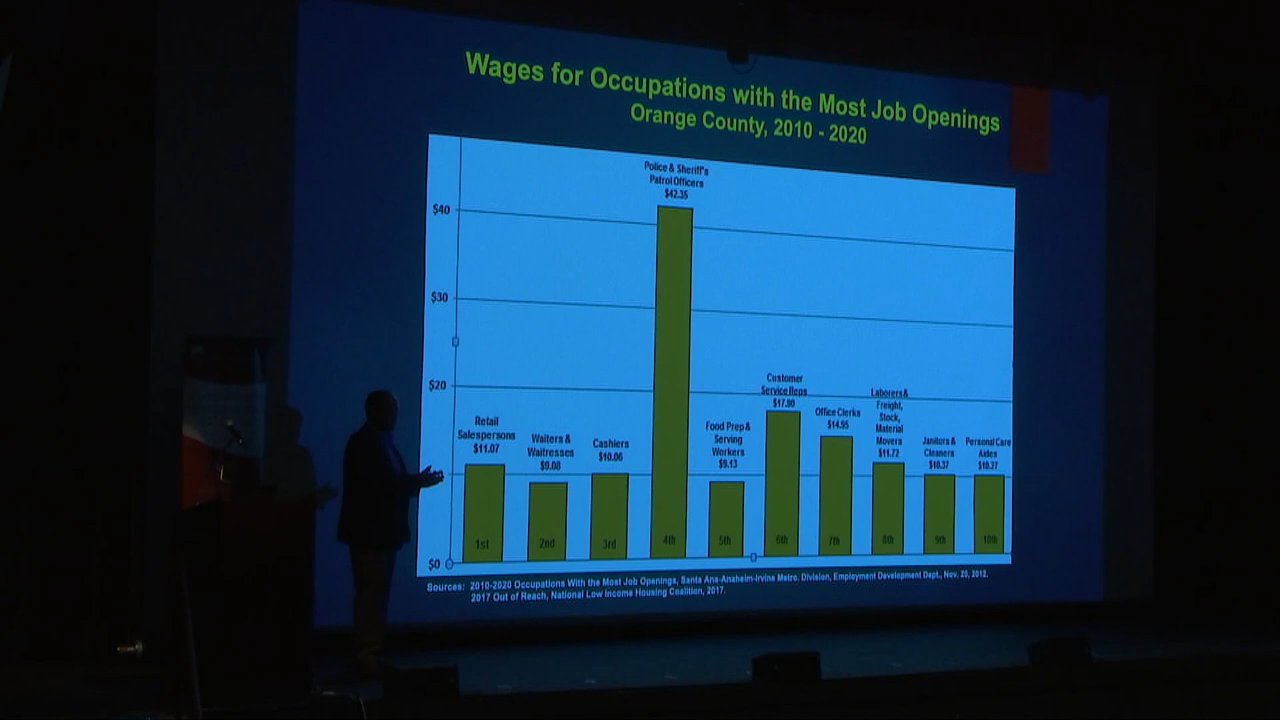 Wages for Occupations with the Most Job Openings
Orange County, 2010 - 2020
$40
$30
$20
$0
Retail
Salespersons
$11.07
1st
Waiters &
Waitresses
$9.08
2nd
Cashiers
$10.06
3rd
Police & Sheriff's
Patrol Officers
$42.35
4th
Food Prep &
Serving
Workers
$9.13
5th
Customer
Service Reps
$17.90
6th
Office Clerks
$14.95
7th
Laborers &
Freight,
Stock,
Material
Movers
$11.72
8th
Janitors &
Cleaners
$10.37
9th
Personal Care
Aides
$10.37
10th
Sources: 2010-2020 Occupations With the Most Job Openings, Santa Ana-Anaheim-Irvine Metro. Division, Employment Development Dept., Nov. 20, 2012.
2017 Out of Reach, National Low Income Housing Coalition, 2017.